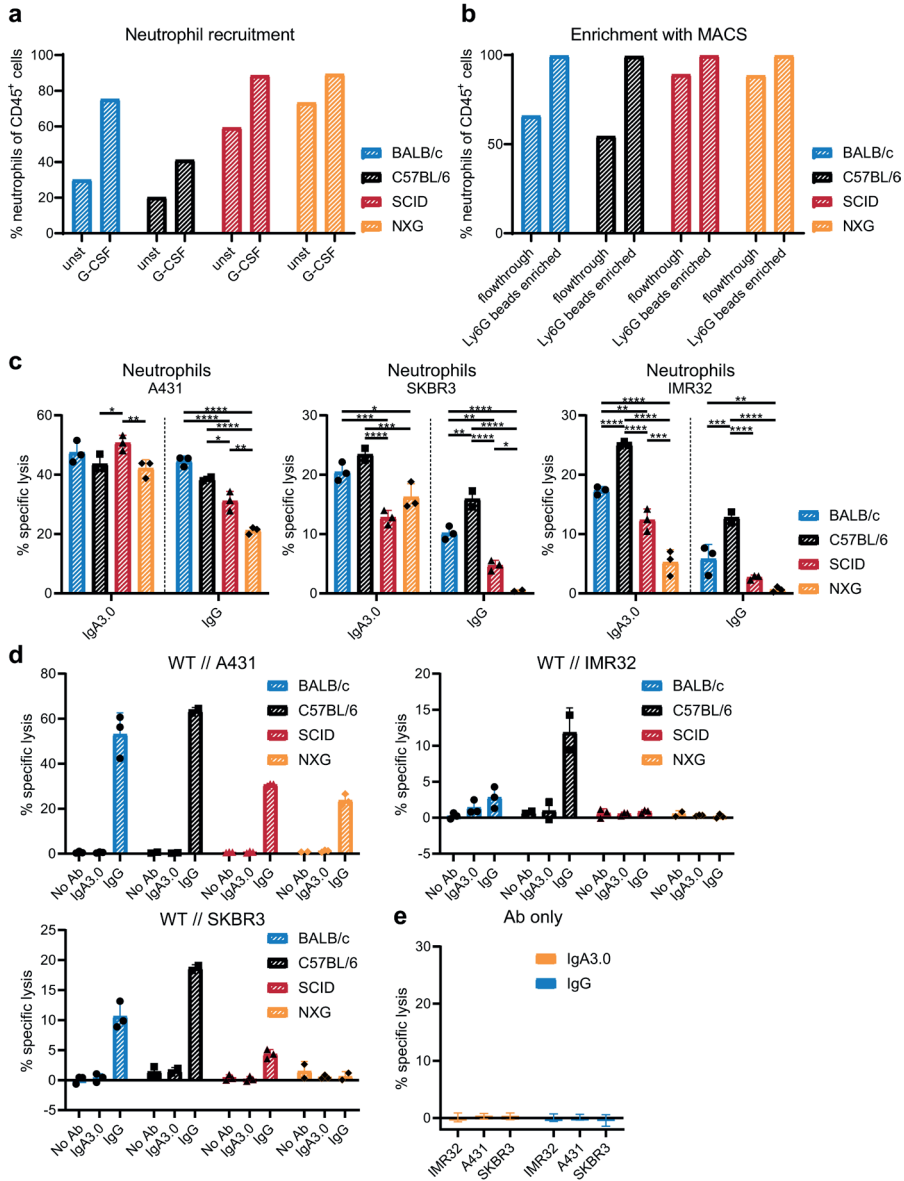 a
Neutrophil recruitment
% neutrophils of CD45+ cells
100
80
60
40
20
0
unst
G-CSF
unst
G-CSF
unst
G-CSF
unst
G-CSF
BALB/c
C57BL/6
SCID
NXG
b
Enrichment with MACS
% neutrophils of CD45+ cells
100
50
0
flowthrough
Ly6G beads enriched
flowthrough
Ly6G beads enriched
flowthrough
Ly6G beads enriched
flowthrough
Ly6G beads enriched
BALB/c
C57BL/6
SCID
NXG
c
Neutrophils
A431
% specific lysis
60
40
20
0
* ** **** **** **** * **
IgA3.0 IgG
Neutrophils
SKBR3
% specific lysis
30
20
10
0
* *** *** **** **** ** **** ** **** *
IgA3.0 IgG
Neutrophils
IMR32
% specific lysis
30
20
10
0
**** ** **** **** **** *** ** **** *** ****
IgA3.0 IgG
BALB/c
C57BL/6
SCID
NXG
d
WT // A431
% specific lysis
80
60
40
20
0
No Ab
IgA3.0
IgG
No Ab
IgA3.0
IgG
No Ab
IgA3.0
IgG
No Ab
IgA3.0
IgG
BALB/c
C57BL/6
SCID
NXG
WT // IMR32
% specific lysis
20
15
10
5
0
-5
No Ab
IgA3.0
IgG
No Ab
IgA3.0
IgG
No Ab
IgA3.0
IgG
No Ab
IgA3.0
IgG
BALB/c
C57BL/6
SCID
NXG
WT // SKBR3
% specific lysis
25
20
15
10
5
0
-5
No Ab
IgA3.0
IgG
No Ab
IgA3.0
IgG
No Ab
IgA3.0
IgG
No Ab
IgA3.0
IgG
BALB/c
C57BL/6
SCID
NXG
e
Ab only
% specific lysis
30
20
10
0
IMR32
A431
SKBR3
IMR32
A431
SKBR3
IgA3.0
IgG